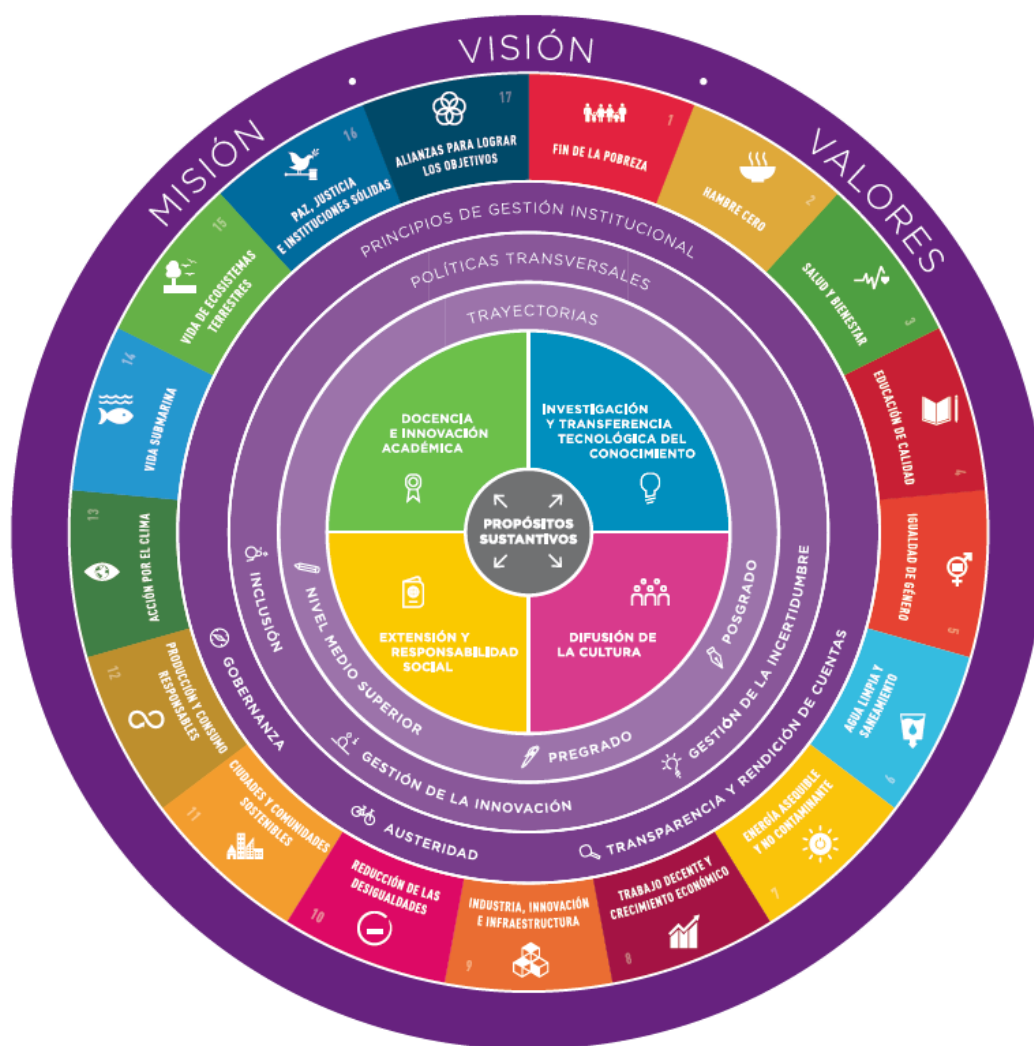 MISIÓN • VISIÓN • VALORES
1
FIN DE LA POBREZA
2
HAMBRE CERO
3
SALUD Y BIENESTAR
4
EDUCACIÓN DE CALIDAD
5
IGUALDAD DE GÉNERO
6
AGUA LIMPIA Y
SANEAMIENTO
7
ENERGÍA ASEQUIBLE
Y NO CONTAMINANTE
8
TRABAJO DECENTE Y
CRECIMIENTO ECONÓMICO
9
INDUSTRIA, INNOVACIÓN
E INFRAESTRUCTURA
10
REDUCCIÓN DE LAS
DESIGUALDADES
11
CIUDADES Y COMUNIDADES
SOSTENIBLES
12
PRODUCCIÓN Y CONSUMO
RESPONSABLES
13
ACCIÓN POR EL CLIMA
14
VIDA SUBMARINA
15
VIDA DE ECOSISTEMAS
TERRESTRES
16
PAZ, JUSTICIA
E INSTITUCIONES SÓLIDAS
17
ALIANZAS PARA LOGRAR
LOS OBJETIVOS
PRINCIPIOS DE GESTIÓN INSTITUCIONAL
GOBERNANZA
AUSTERIDAD
TRANSPARENCIA Y RENDICIÓN DE CUENTAS
POLÍTICAS TRANSVERSALES
INCLUSIÓN
GESTIÓN DE LA INNOVACIÓN
GESTIÓN DE LA INCERTIDUMBRE
TRAYECTORIAS
NIVEL MEDIO SUPERIOR
PREGRADO
POSGRADO
DOCENCIA
E INNOVACIÓN
ACADÉMICA
INVESTIGACIÓN
Y TRANSFERENCIA
TECNOLÓGICA DEL
CONOCIMIENTO
PROPÓSITOS
SUSTANTIVOS
EXTENSIÓN Y
RESPONSABILIDAD
SOCIAL
DIFUSIÓN DE
LA CULTURA